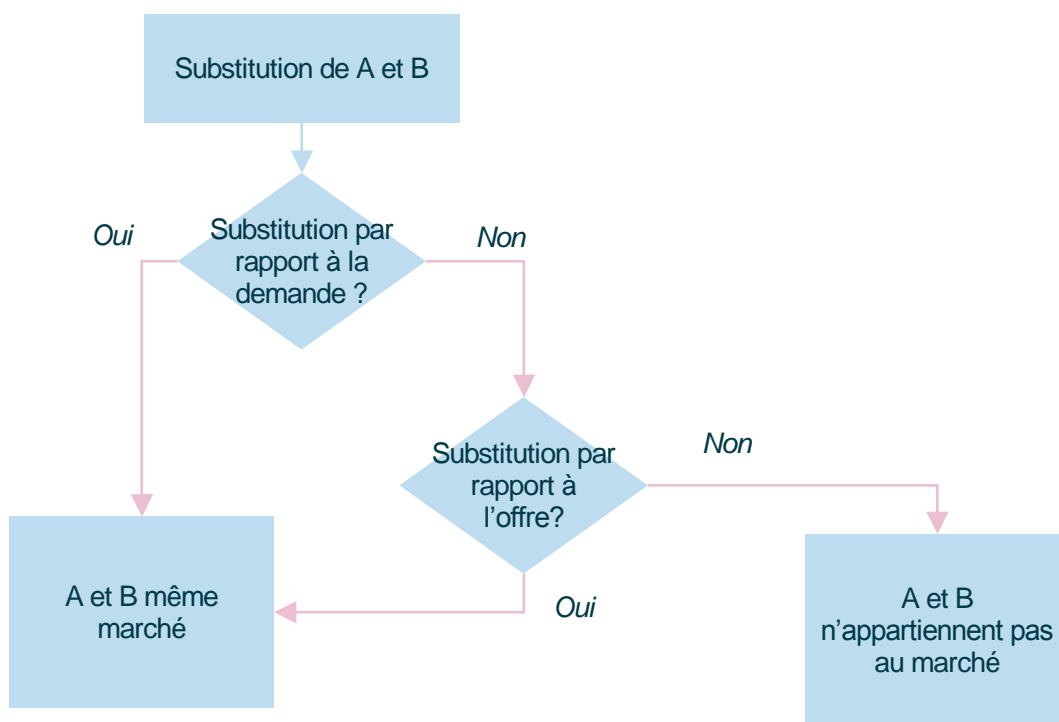 Substitution de A et B
Oui
Substitution par
rapport à la
demande ?
Non
Substitution par
rapport à
l’offre?
Non
A et B même
marché
Oui
A et B
n’appartiennent pas
au marché